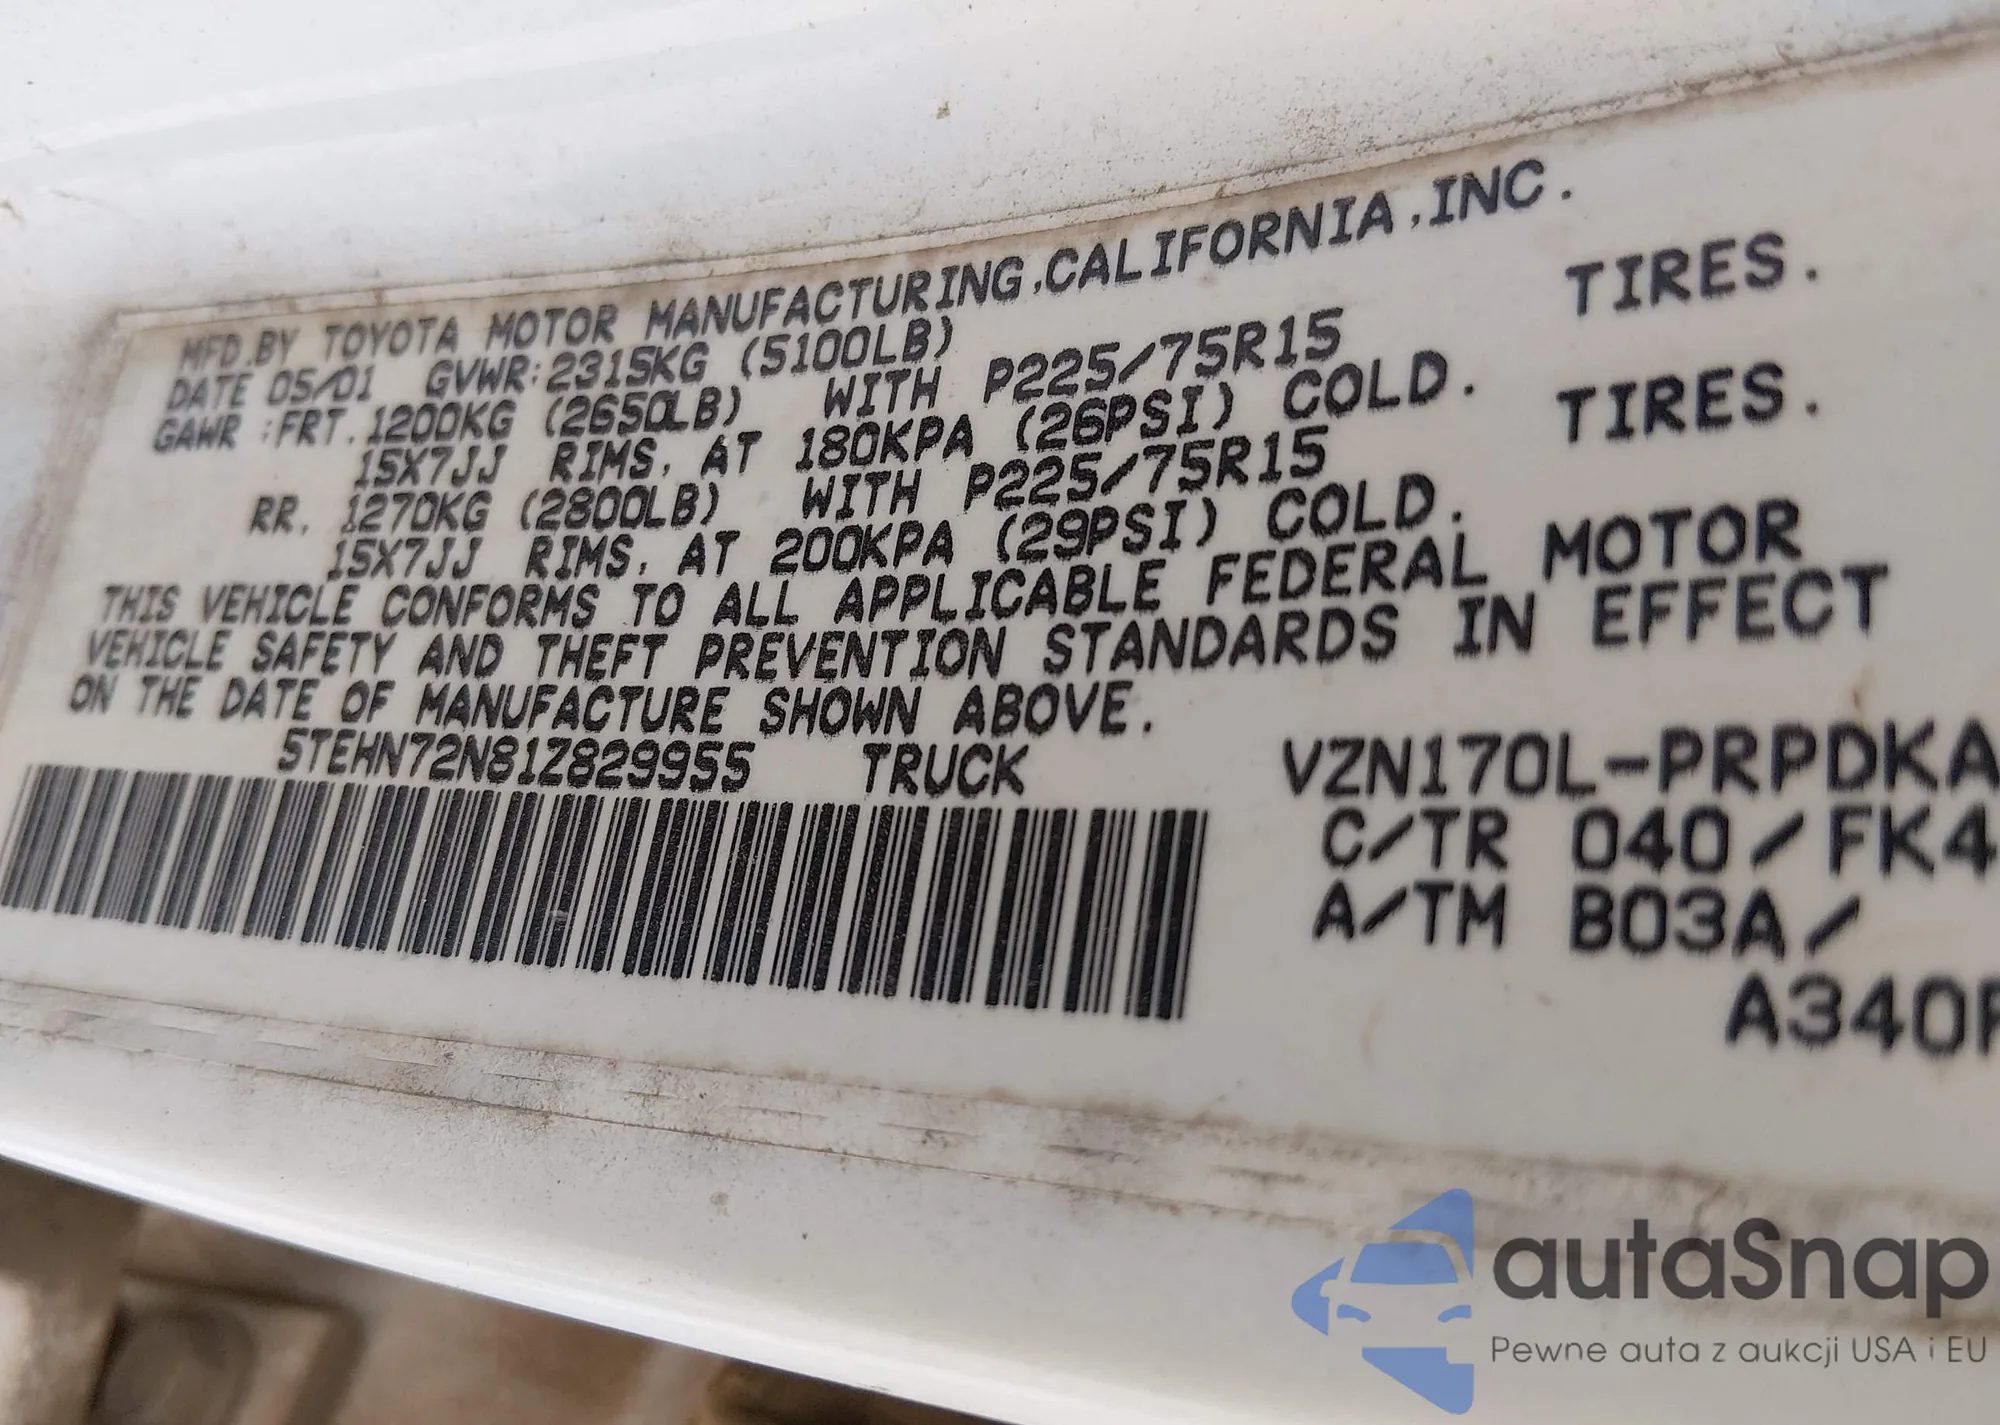 MFD.BY TOYOTA MOTOR MANUFACTURING,CALIFORNIA,INC.
DATE 05/01 GVWR:2315KG (5100LB)
GAWR :FRT. 1200KG (2650LB) WITH P225/75R15 TIRES.
15X7JJ RIMS, AT 180KPA (26PSI) COLD.
RR. 1270KG (2800LB) WITH P225/75R15 TIRES.
15X7JJ RIMS, AT 200KPA (29PSI) COLD.
THIS VEHICLE CONFORMS TO ALL APPLICABLE FEDERAL MOTOR
VEHICLE SAFETY AND THEFT PREVENTION STANDARDS IN EFFECT
ON THE DATE OF MANUFACTURE SHOWN ABOVE.
5TEHN72N81Z829955 TRUCK VZN170L-PRPDKA
C/TR 040/FK4
A/TM B03A/
A340F
autaSnap
Pewne auta z aukcji USA i EU